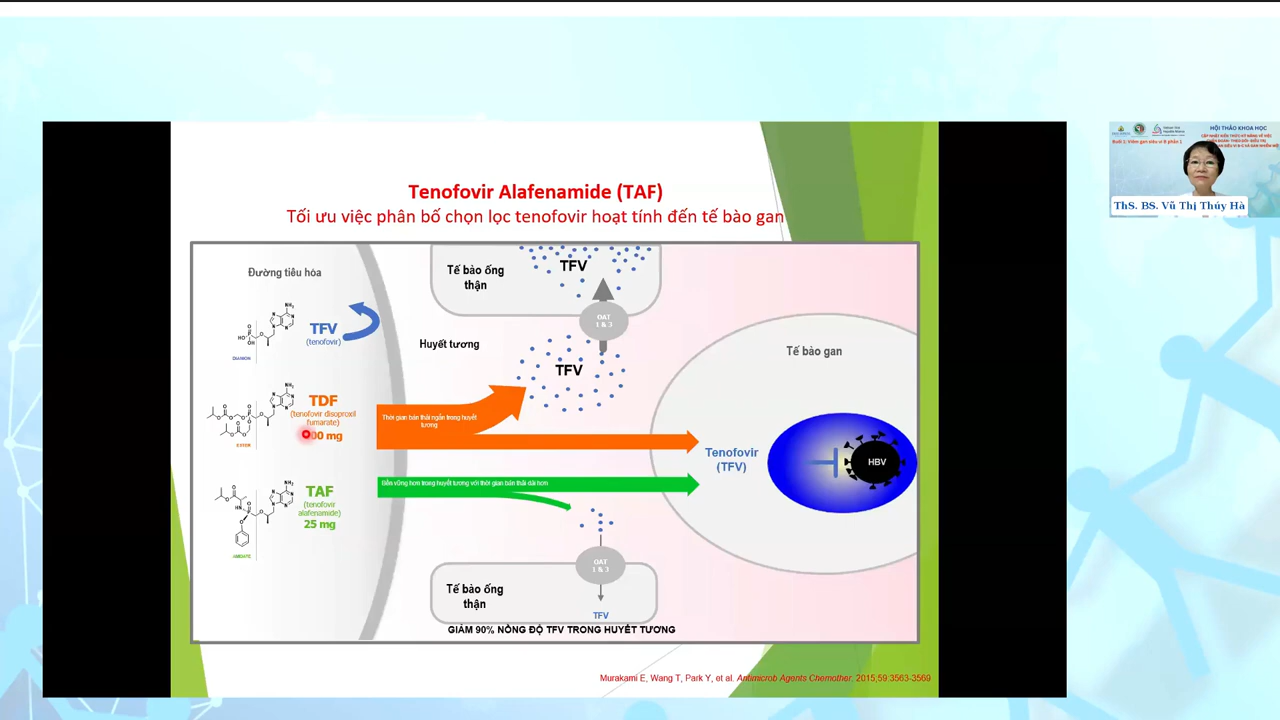 HỘI THẢO KHOA HỌC
Buổi 1: Viêm gan siêu vi B phần 1
ThS. BS. Vũ Thị Thúy Hà
Tenofovir Alafenamide (TAF)
Tối ưu việc phân bố chọn lọc tenofovir hoạt tính đến tế bào gan
Đường tiêu hóa
TFV
(tenofovir)
DIANION
TDF
(tenofovir disoproxil
fumarate)
00 mg
ESTER
TAF
(tenofovir
alafenamide)
25 mg
AMIDATE
Tế bào ống
thận
TFV
OAT
1 & 3
Huyết tương
TFV
Thời gian bán thải ngắn trong huyết
tương
Bền vững hơn trong huyết tương với thời gian bán thải dài hơn
Tế bào gan
Tenofovir
(TFV)
HBV
OAT
1 & 3
Tế bào ống
thận
TFV
GIẢM 90% NỒNG ĐỘ TFV TRONG HUYẾT TƯƠNG
Murakami E, Wang T, Park Y, et al. Antimicrob Agents Chemother. 2015;59:3563-3569